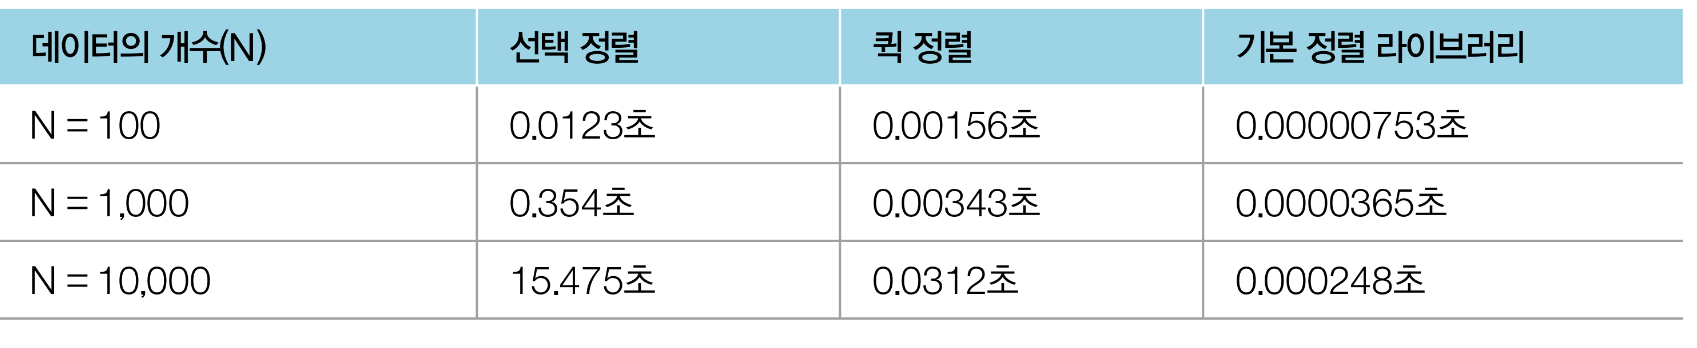 데이터의 개수(N) 선택 정렬 퀵 정렬 기본 정렬 라이브러리
N = 100 0.0123초 0.00156초 0.00000753초
N = 1,000 0.354초 0.00343초 0.0000365초
N = 10,000 15.475초 0.0312초 0.000248초